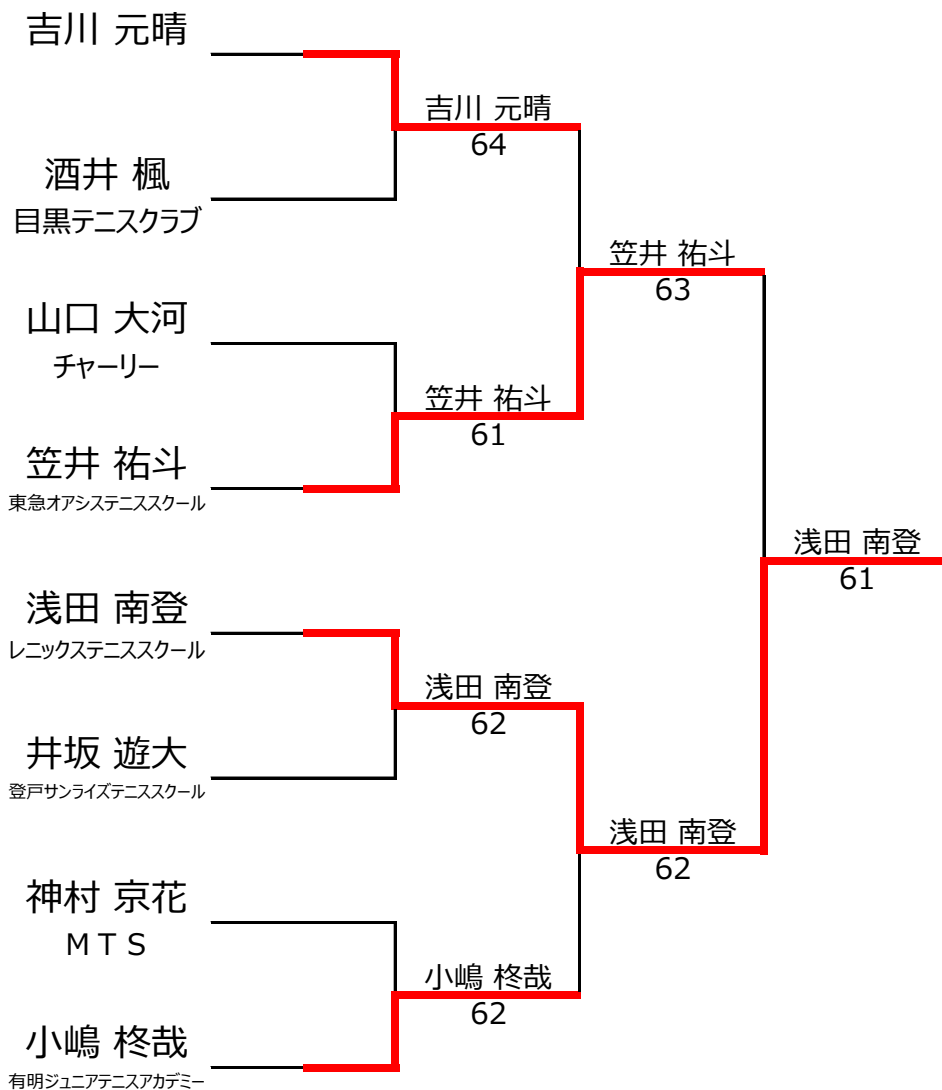 吉川 元晴
酒井 楓
目黒テニスクラブ
山口 大河
チャーリー
笠井 祐斗
東急オアシステニススクール
浅田 南登
レニックステニススクール
井坂 遊大
登戸サンライズテニススクール
神村 京花
ＭＴＳ
小嶋 柊哉
有明ジュニアテニスアカデミー
吉川 元晴
64
笠井 祐斗
61
浅田 南登
62
小嶋 柊哉
62
笠井 祐斗
63
浅田 南登
62
浅田 南登
61